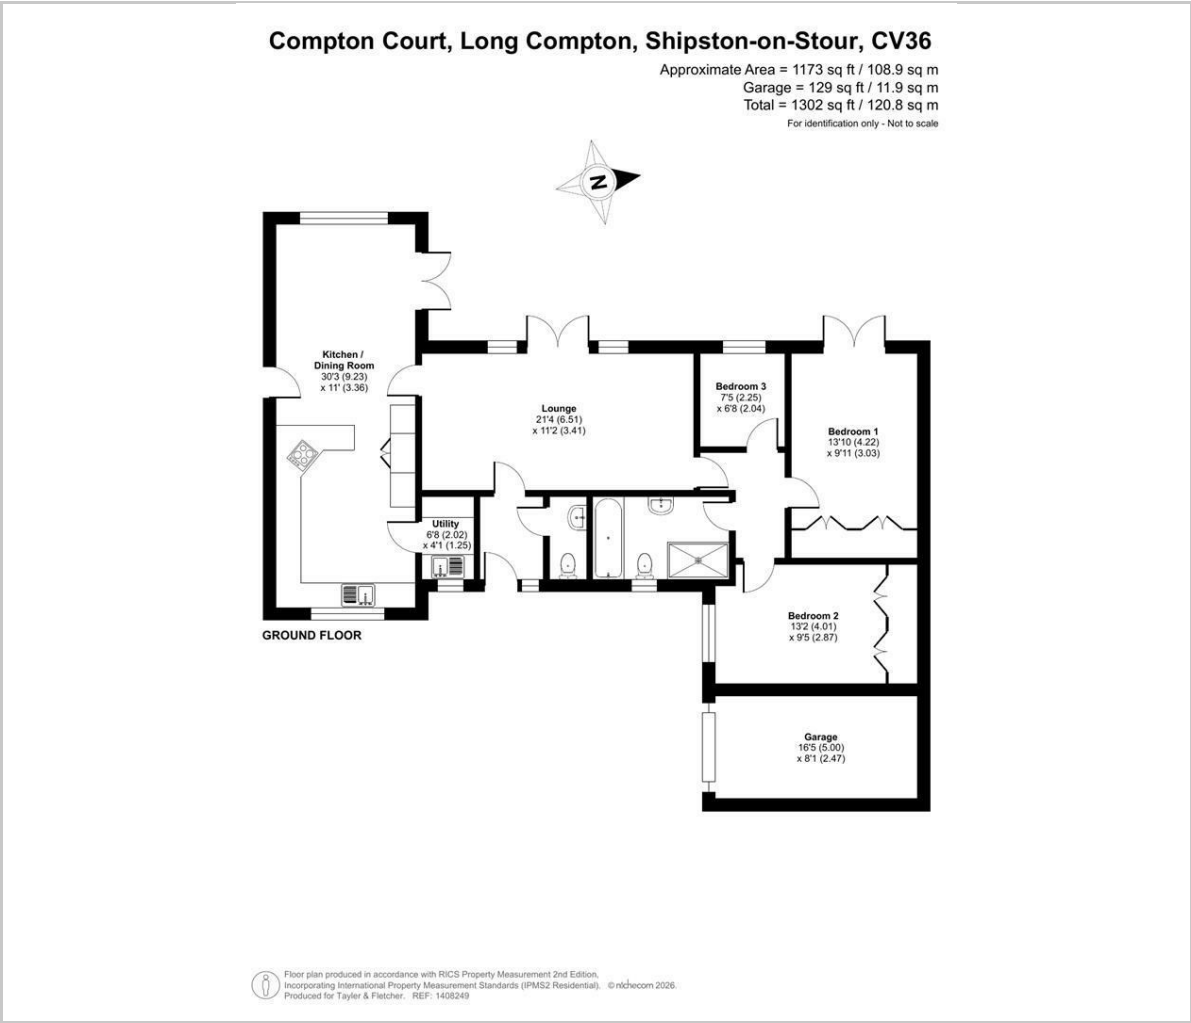 Compton Court, Long Compton, Shipston-on-Stour, CV36
Approximate Area = 1173 sq ft / 108.9 sq m
Garage = 129 sq ft / 11.9 sq m
Total = 1302 sq ft / 120.8 sq m
For identification only - Not to scale
N
Kitchen /
Dining Room
30'3 (9.23)
x 11' (3.36)
Lounge
21'4 (6.51)
x 11'2 (3.41)
Bedroom 3
7'5 (2.25)
x 6'8 (2.04)
Bedroom 1
13'10 (4.22)
x 9'11 (3.03)
Utility
6'8 (2.02)
x 4'1 (1.25)
Bedroom 2
13'2 (4.01)
x 9'5 (2.87)
GROUND FLOOR
Garage
16'5 (5.00)
x 8'1 (2.47)
Floor plan produced in accordance with RICS Property Measurement 2nd Edition,
Incorporating International Property Measurement Standards (IPMS2 Residential). © nichecom 2026.
Produced for Tayler & Fletcher. REF: 1408249